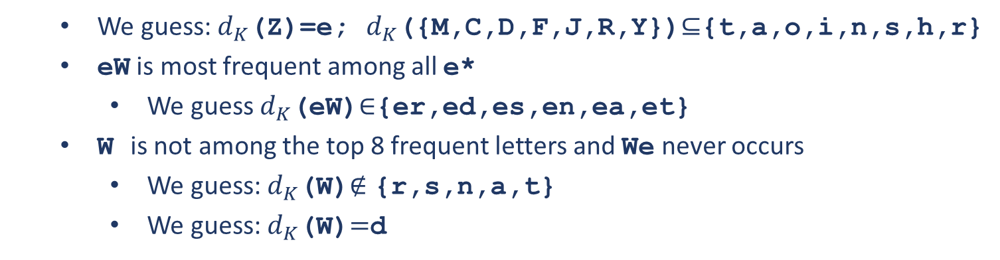 • We guess: d_K(Z)=e; d_K({M,C,D,F,J,R,Y})⊆{t,a,o,i,n,s,h,r}
• eW is most frequent among all e*
• We guess d_K(eW)∈{er,ed,es,en,ea,et}
• W is not among the top 8 frequent letters and We never occurs
• We guess: d_K(W)∉ {r,s,n,a,t}
• We guess: d_K(W)=d